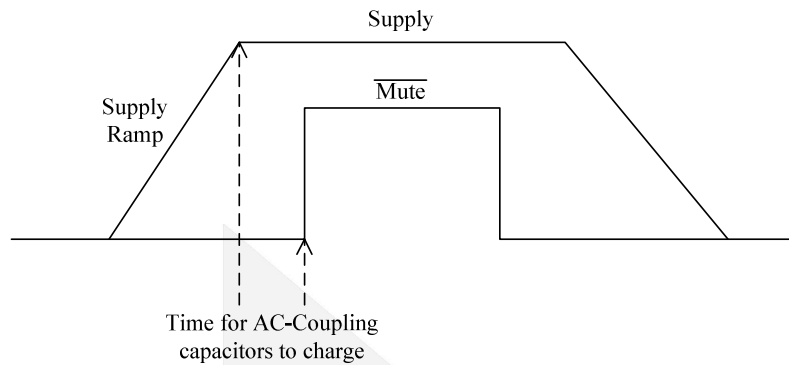 Supply
Mute
Supply
Ramp
Time for AC-Coupling
capacitors to charge